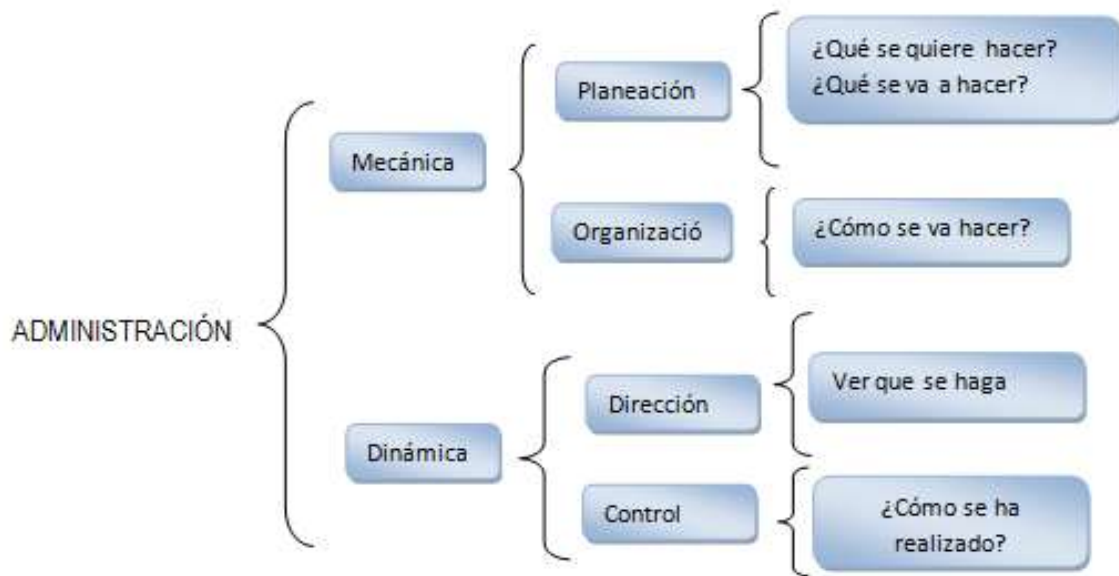 ADMINISTRACIÓN
Mecánica
Planeación
¿Qué se quiere hacer?
¿Qué se va a hacer?
Organizació
¿Cómo se va hacer?
Dinámica
Dirección
Ver que se haga
Control
¿Cómo se ha
realizado?